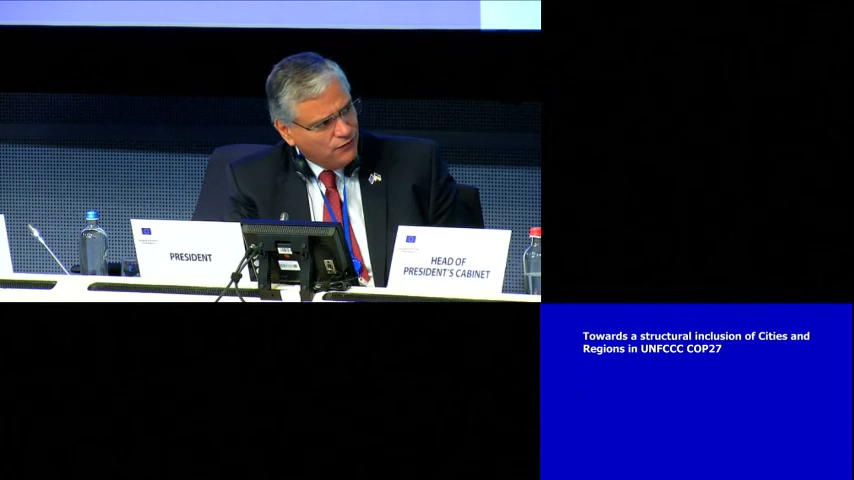 PRESIDENT
HEAD OF
PRESIDENT'S CABINET
Towards a structural inclusion of Cities and
Regions in UNFCCC COP27